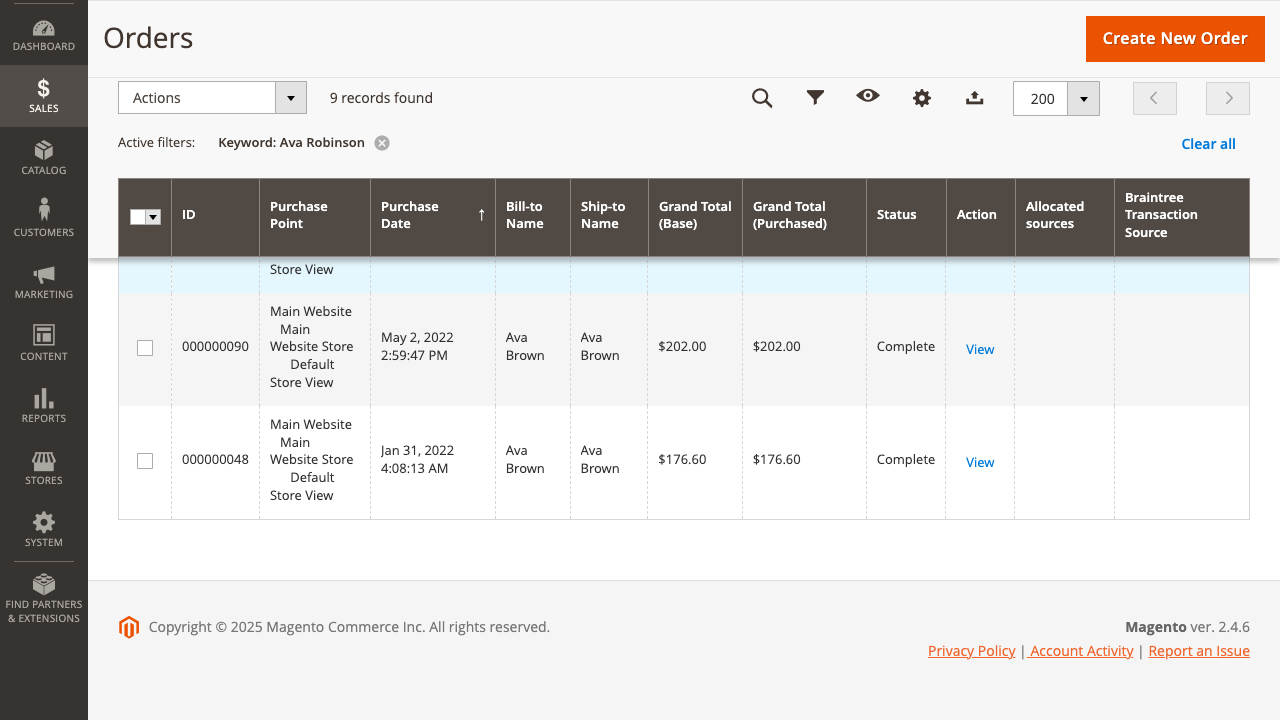 Orders
Create New Order
DASHBOARD
SALES
CATALOG
CUSTOMERS
MARKETING
CONTENT
REPORTS
STORES
SYSTEM
FIND PARTNERS
& EXTENSIONS
Actions
9 records found
200
Active filters: Keyword: Ava Robinson
Clear all
ID
Purchase
Point
Purchase
Date
↑
Bill-to
Name
Ship-to
Name
Grand Total
(Base)
Grand Total
(Purchased)
Status
Action
Allocated
sources
Braintree
Transaction
Source
Store View
000000090
Main Website
Main
Website Store
Default
Store View
May 2, 2022
2:59:47 PM
Ava
Brown
Ava
Brown
$202.00
$202.00
Complete
View
000000048
Main Website
Main
Website Store
Default
Store View
Jan 31, 2022
4:08:13 AM
Ava
Brown
Ava
Brown
$176.60
$176.60
Complete
View
Copyright © 2025 Magento Commerce Inc. All rights reserved.
Magento ver. 2.4.6
Privacy Policy | Account Activity | Report an Issue